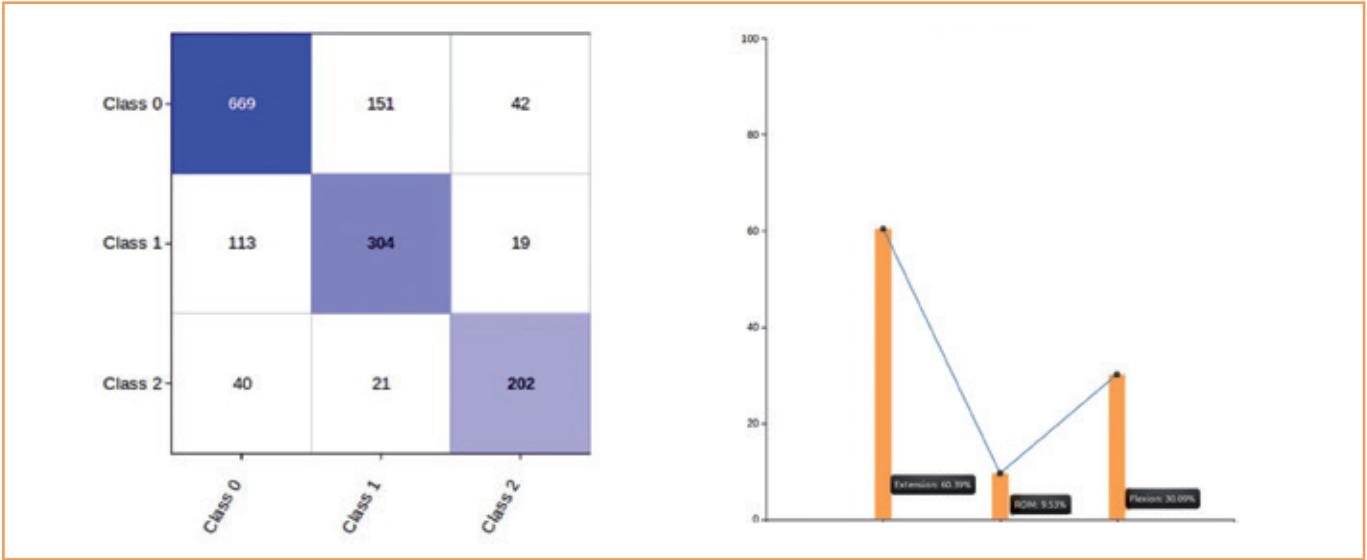 Class 0
669
151
42
Class 1
113
304
19
Class 2
40
21
202
Class 0
Class 1
Class 2
100
80
60
40
20
0
Extension: 60.39%
ROM: 9.53%
Flexion: 30.09%